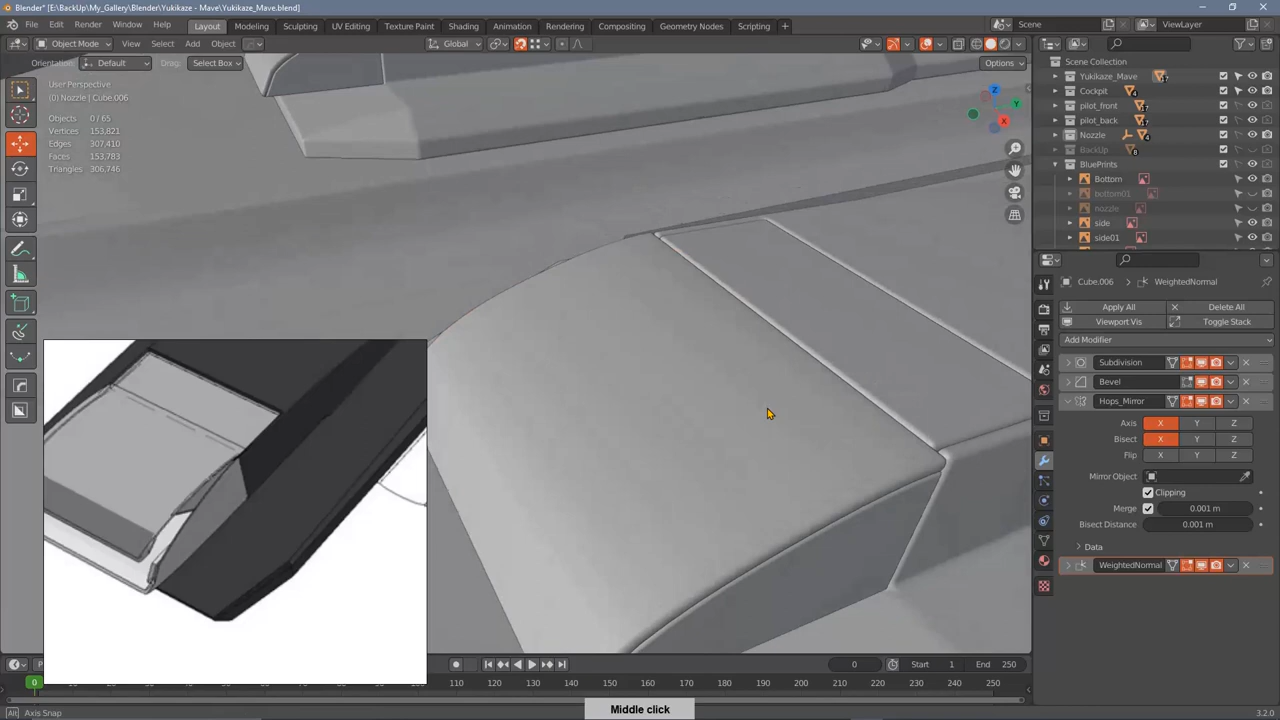 Blender* [E:\BackUp\My_Gallery\Blender\Yukikaze - Mave\Yukikaze_Mave.blend]
File Edit Render Window Help Layout Modeling Sculpting UV Editing Texture Paint Shading Animation Rendering Compositing Geometry Nodes Scripting + Scene ViewLayer
Object Mode View Select Add Object Global
Orientation: Default Drag: Select Box Options
User Perspective
(0) Nozzle | Cube.006
Objects 0 / 65
Vertices 153,821
Edges 307,410
Faces 153,783
Triangles 306,746
Z
Y
X
Scene Collection
Yukikaze_Mave
Cockpit
pilot_front
pilot_back
Nozzle
BackUp
BluePrints
Bottom
bottom01
nozzle
side
side01
Cube.006 > WeightedNormal
Apply All Delete All
Viewport Vis Toggle Stack
Add Modifier
Subdivision
Bevel
Hops_Mirror
Axis X Y Z
Bisect X Y Z
Flip X Y Z
Mirror Object
Clipping
Merge 0.001 m
Bisect Distance 0.001 m
Data
WeightedNormal
0 Start 1 End 250
0 110 120 130 140 150 160 170 180 190 200 210 220 230 240 250
Middle click
Alt Axis Snap 3.2.0